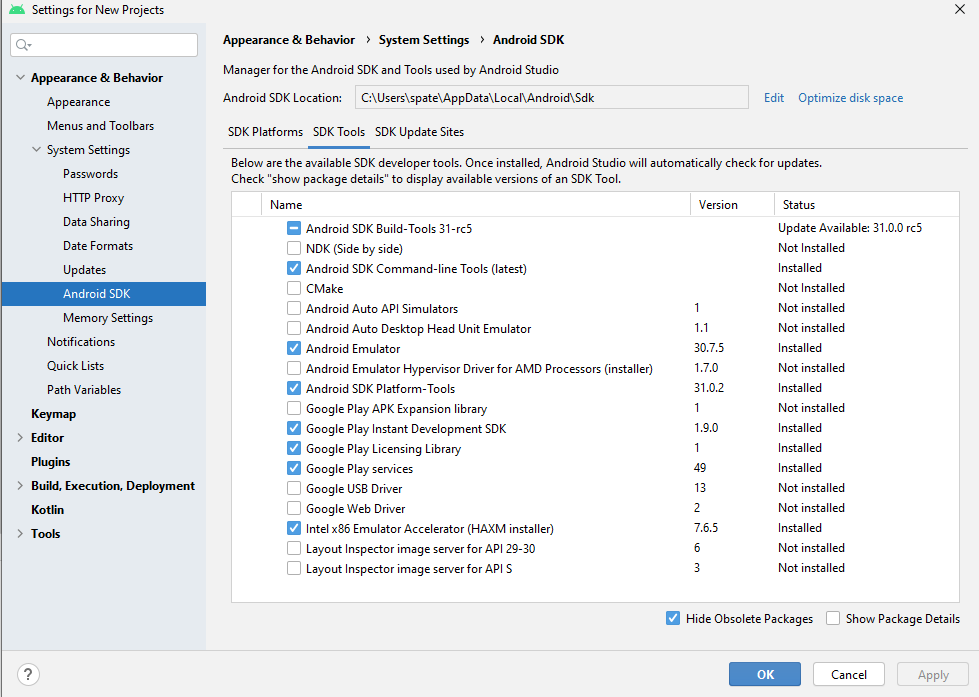 Settings for New Projects
Appearance & Behavior
Appearance
Menus and Toolbars
System Settings
Passwords
HTTP Proxy
Data Sharing
Date Formats
Updates
Android SDK
Memory Settings
Notifications
Quick Lists
Path Variables
Keymap
Editor
Plugins
Build, Execution, Deployment
Kotlin
Tools
Appearance & Behavior › System Settings › Android SDK
Manager for the Android SDK and Tools used by Android Studio
Android SDK Location: C:\Users\spate\AppData\Local\Android\Sdk Edit Optimize disk space
SDK Platforms SDK Tools SDK Update Sites
Below are the available SDK developer tools. Once installed, Android Studio will automatically check for updates.
Check "show package details" to display available versions of an SDK Tool.
Name Version Status
Android SDK Build-Tools 31-rc5 Update Available: 31.0.0 rc5
NDK (Side by side) Not Installed
Android SDK Command-line Tools (latest) Installed
CMake Not Installed
Android Auto API Simulators 1 Not installed
Android Auto Desktop Head Unit Emulator 1.1 Not installed
Android Emulator 30.7.5 Installed
Android Emulator Hypervisor Driver for AMD Processors (installer) 1.7.0 Not installed
Android SDK Platform-Tools 31.0.2 Installed
Google Play APK Expansion library 1 Not installed
Google Play Instant Development SDK 1.9.0 Installed
Google Play Licensing Library 1 Installed
Google Play services 49 Installed
Google USB Driver 13 Not installed
Google Web Driver 2 Not installed
Intel x86 Emulator Accelerator (HAXM installer) 7.6.5 Installed
Layout Inspector image server for API 29-30 6 Not installed
Layout Inspector image server for API S 3 Not installed
Hide Obsolete Packages Show Package Details
? OK Cancel Apply